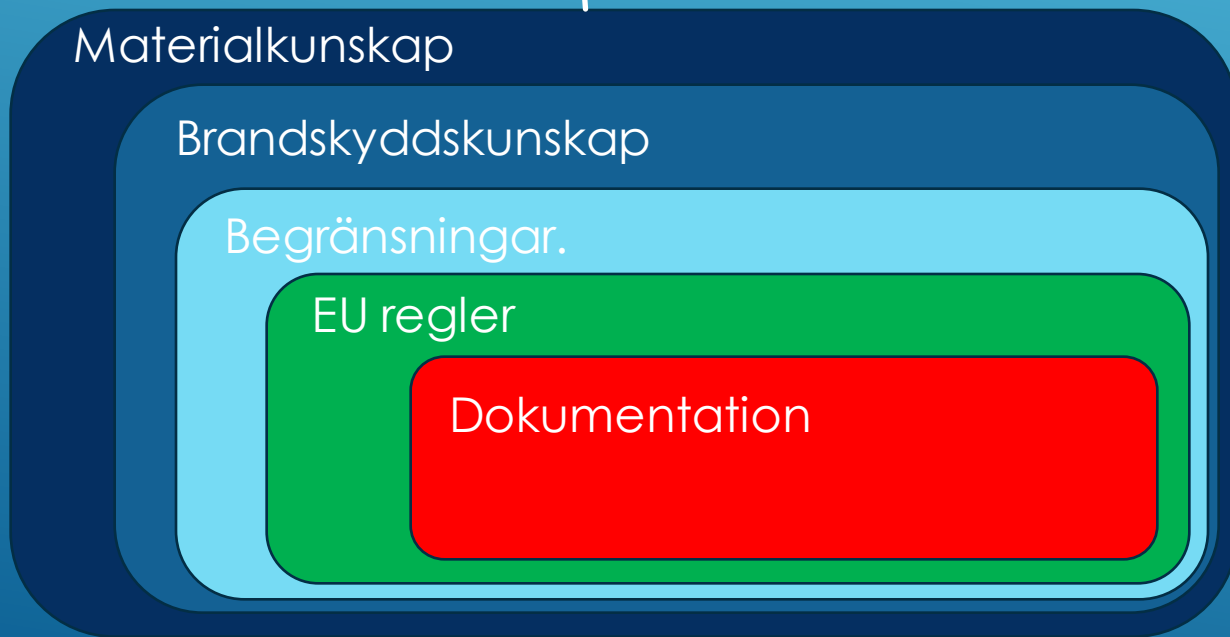 Materialkunskap
Brandskyddskunskap
Begränsningar.
EU regler
Dokumentation